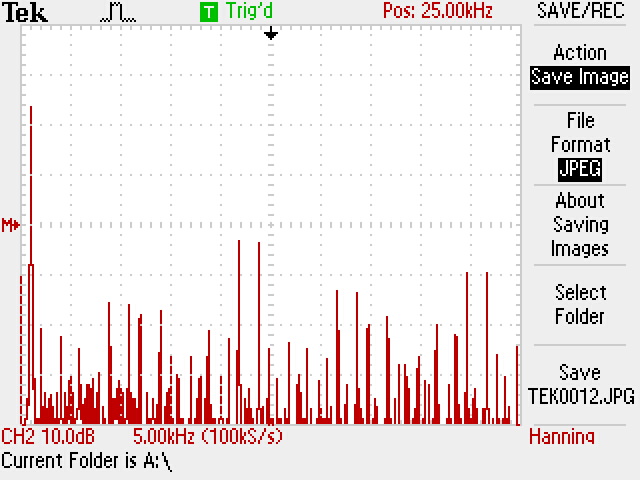 Tek
T Trig'd
Pos: 25.00kHz
SAVE/REC
Action
Save Image
File
Format
JPEG
About
Saving
Images
Select
Folder
Save
TEK0012.JPG
M
CH2 10.0dB
5.00kHz (100kS/s)
Hanning
Current Folder is A:\